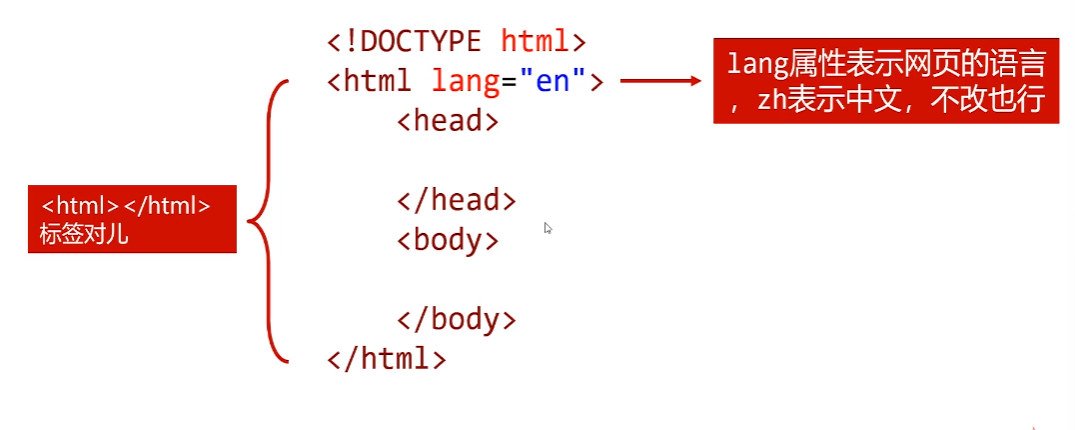 <!DOCTYPE html>
<html lang="en">
lang属性表示网页的语言
，zh表示中文，不改也行
<head>
</head>
<html></html>
标签对儿
<body>
</body>
</html>